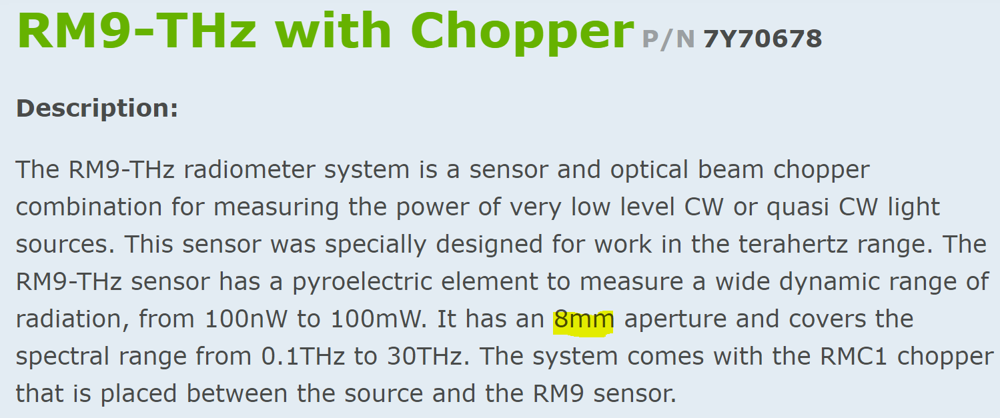 RM9-THz with Chopper P/N 7Y70678
Description:
The RM9-THz radiometer system is a sensor and optical beam chopper
combination for measuring the power of very low level CW or quasi CW light
sources. This sensor was specially designed for work in the terahertz range. The
RM9-THz sensor has a pyroelectric element to measure a wide dynamic range of
radiation, from 100nW to 100mW. It has an 8mm aperture and covers the
spectral range from 0.1THz to 30THz. The system comes with the RMC1 chopper
that is placed between the source and the RM9 sensor.